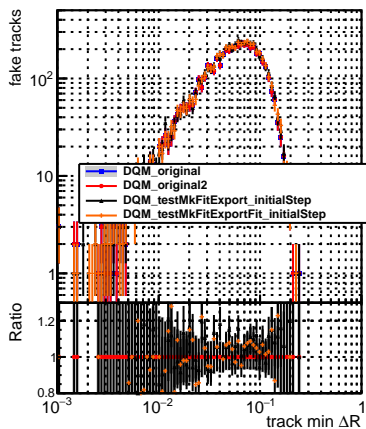 fake tracks
10²
10
1
DQM_original
DQM_original2
DQM_testMkFitExport_initialStep
DQM_testMkFitExportFit_initialStep
Ratio
1.2
1
0.8
10⁻³ 10⁻² 10⁻¹ 1
track min ΔR